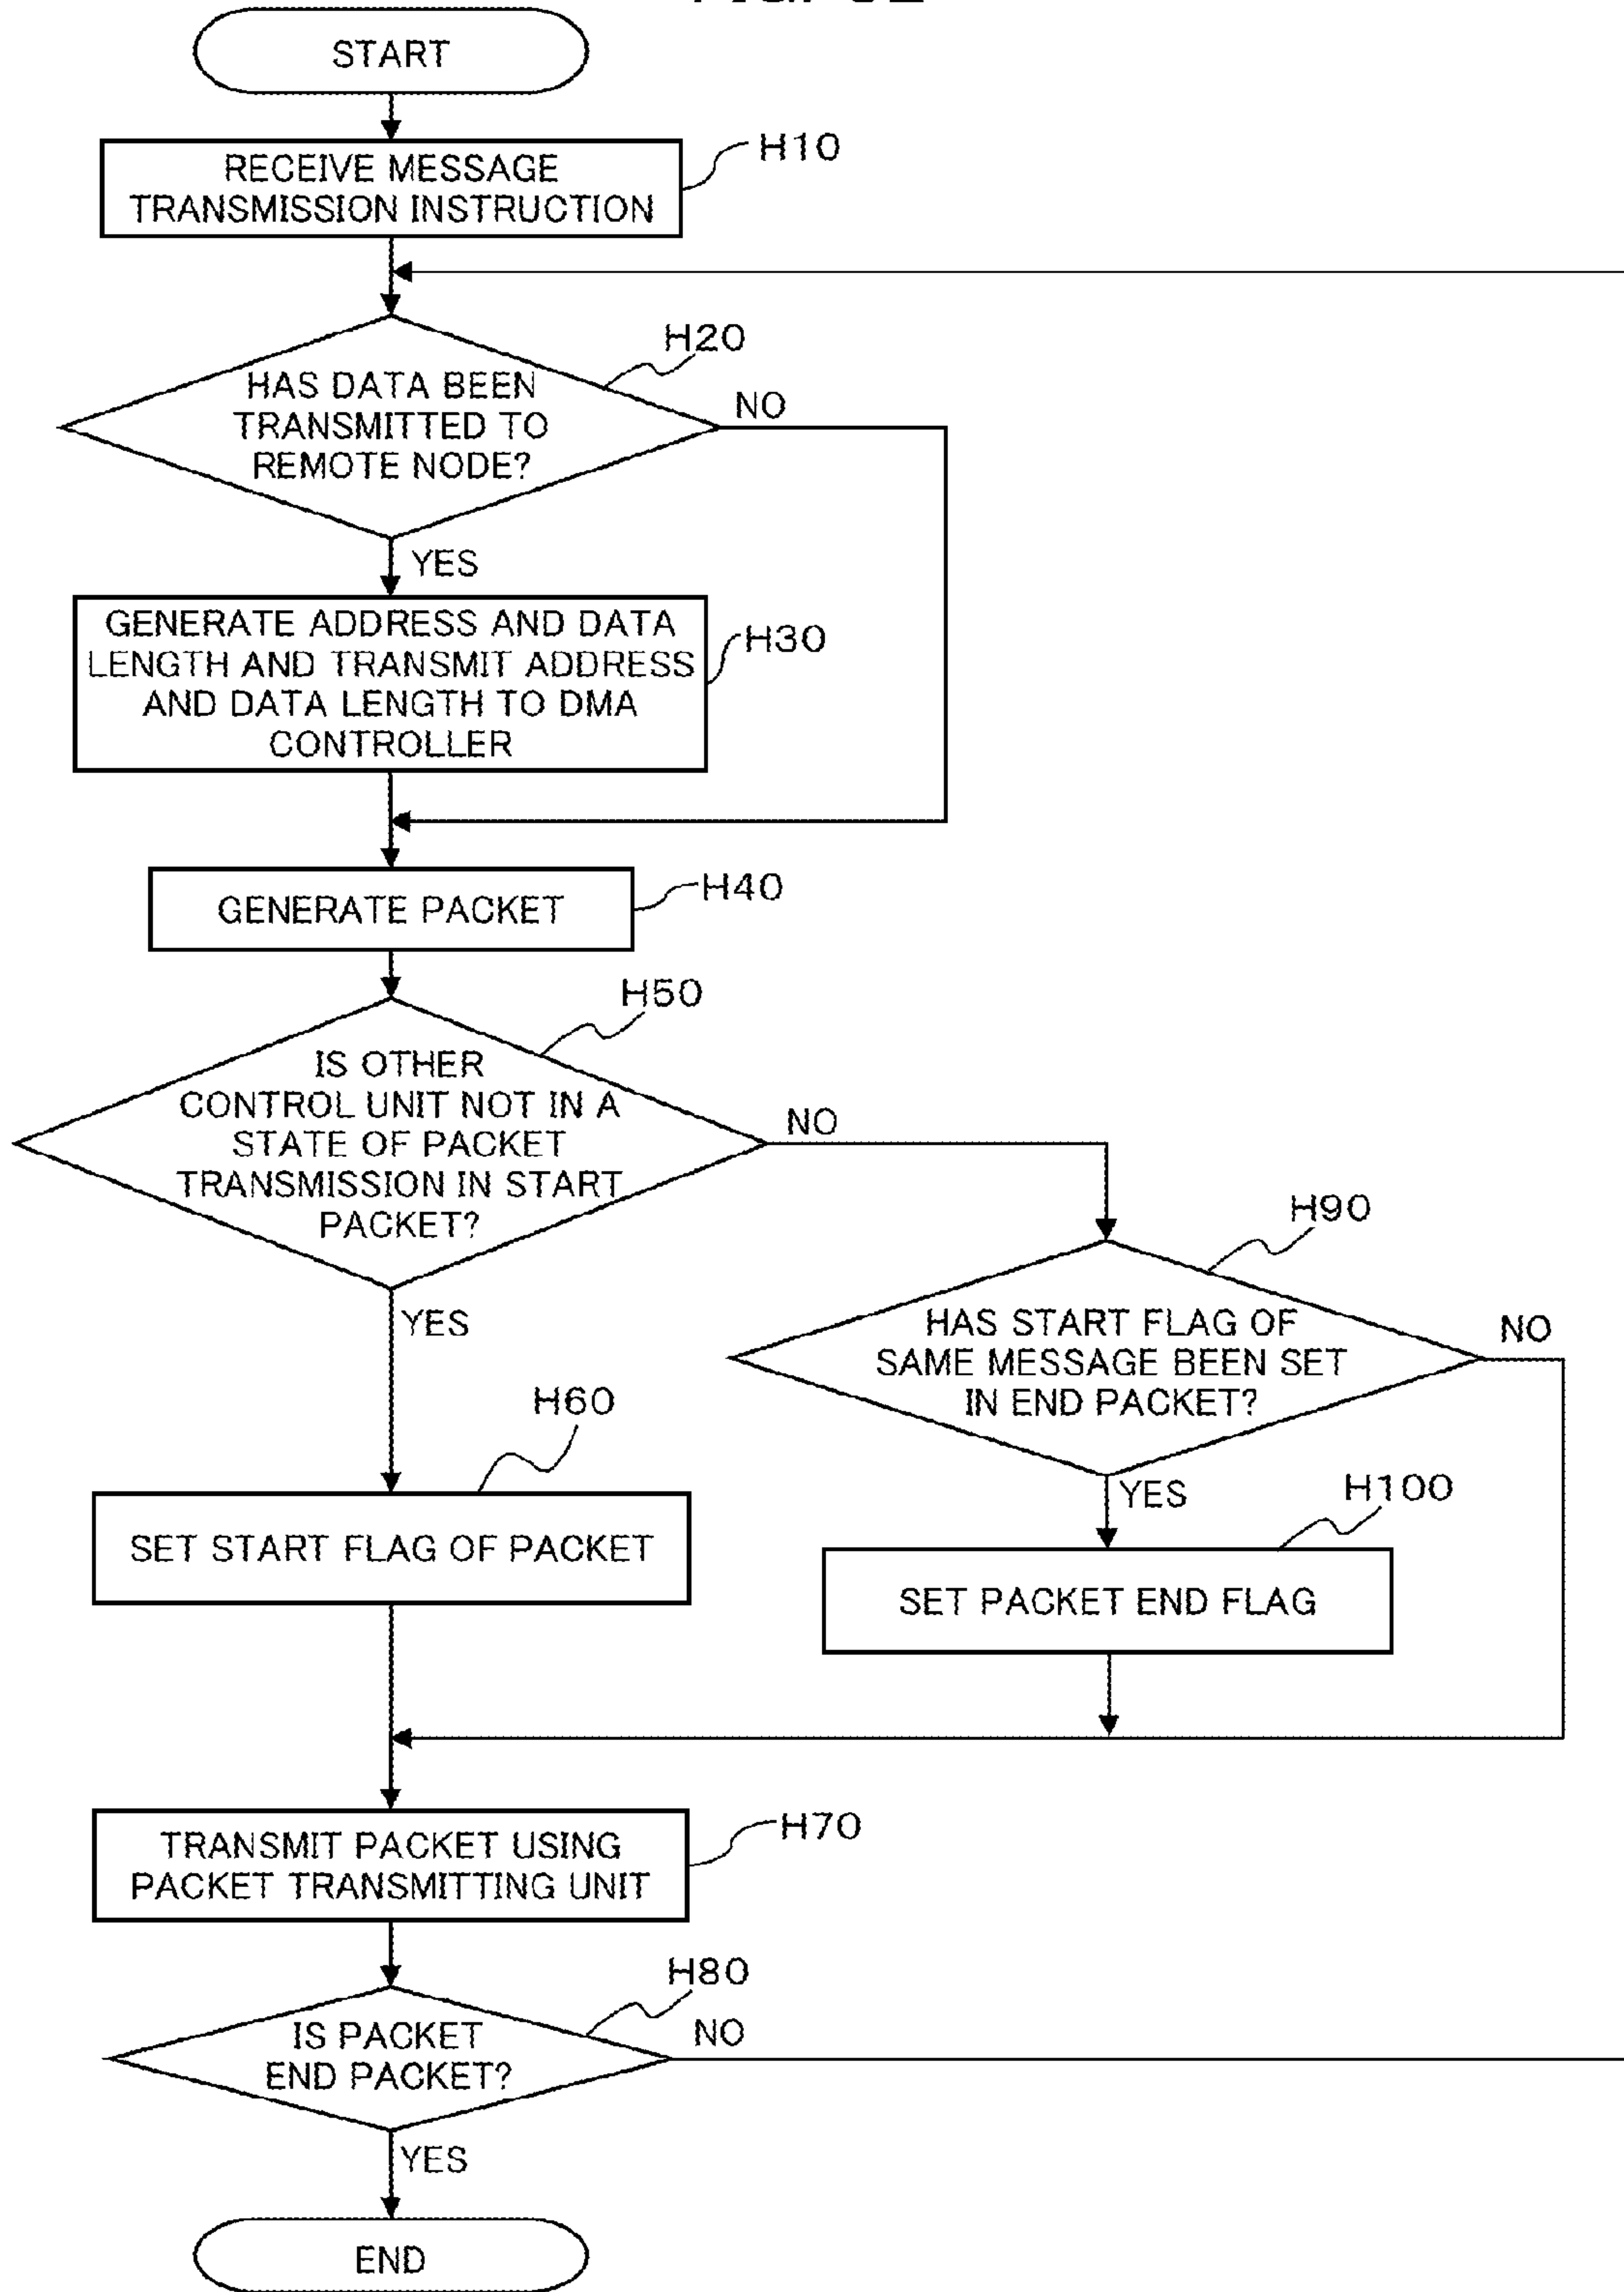 START
RECEIVE MESSAGE
TRANSMISSION INSTRUCTION
H10
H20
HAS DATA BEEN
TRANSMITTED TO
REMOTE NODE?
NO
YES
GENERATE ADDRESS AND DATA
LENGTH AND TRANSMIT ADDRESS
AND DATA LENGTH TO DMA
CONTROLLER
H30
GENERATE PACKET
H40
H50
IS OTHER
CONTROL UNIT NOT IN A
STATE OF PACKET
TRANSMISSION IN START
PACKET?
NO
YES
H90
HAS START FLAG OF
SAME MESSAGE BEEN SET
IN END PACKET?
NO
YES
H60
SET START FLAG OF PACKET
H100
SET PACKET END FLAG
TRANSMIT PACKET USING
PACKET TRANSMITTING UNIT
H70
H80
IS PACKET
END PACKET?
NO
YES
END